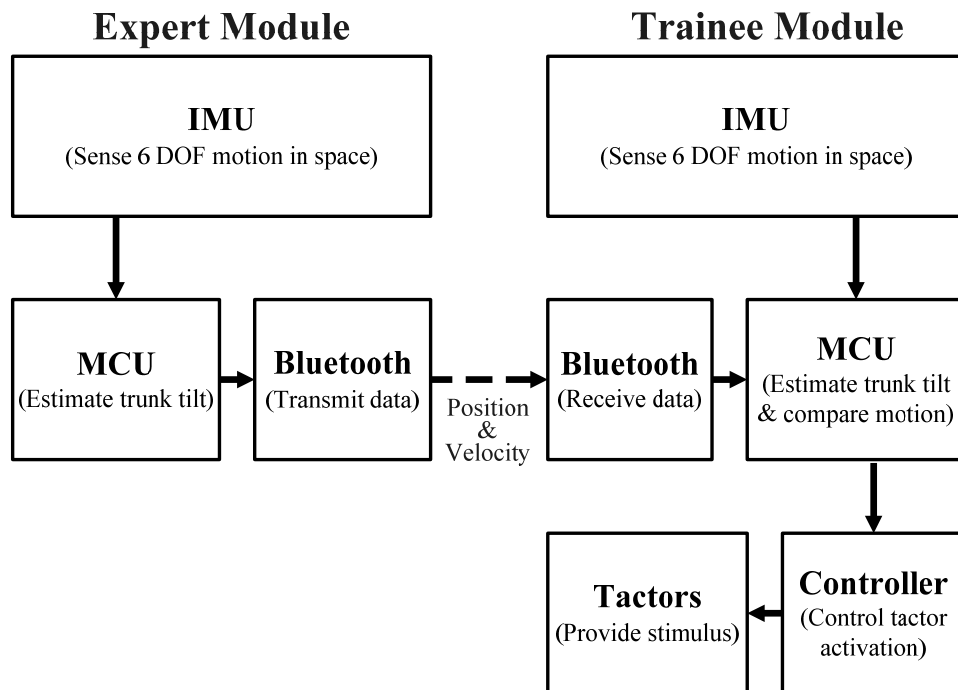 Expert Module
Trainee Module
IMU
(Sense 6 DOF motion in space)
IMU
(Sense 6 DOF motion in space)
MCU
(Estimate trunk tilt)
Bluetooth
(Transmit data)
Position
&
Velocity
Bluetooth
(Receive data)
MCU
(Estimate trunk tilt
& compare motion)
Tactors
(Provide stimulus)
Controller
(Control tactor
activation)